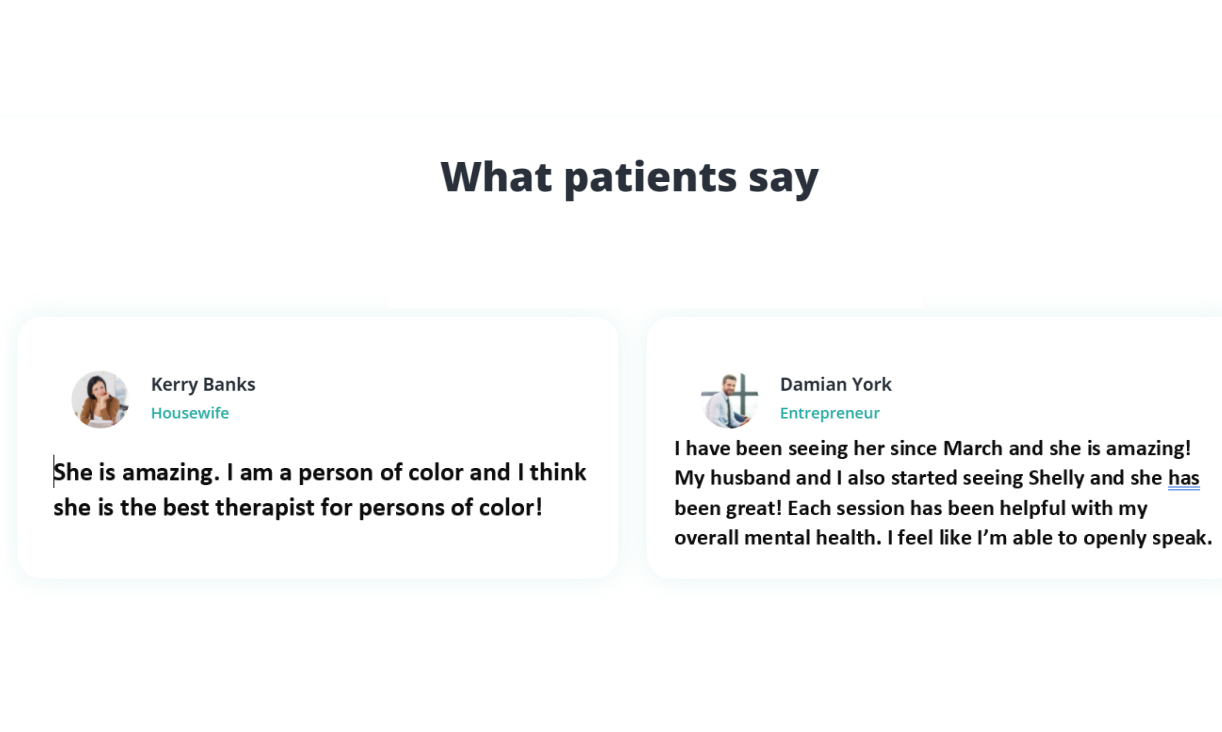 What patients say
Kerry Banks
Housewife
She is amazing. I am a person of color and I think
she is the best therapist for persons of color!
Damian York
Entrepreneur
I have been seeing her since March and she is amazing!
My husband and I also started seeing Shelly and she has
been great! Each session has been helpful with my
overall mental health. I feel like I’m able to openly speak.